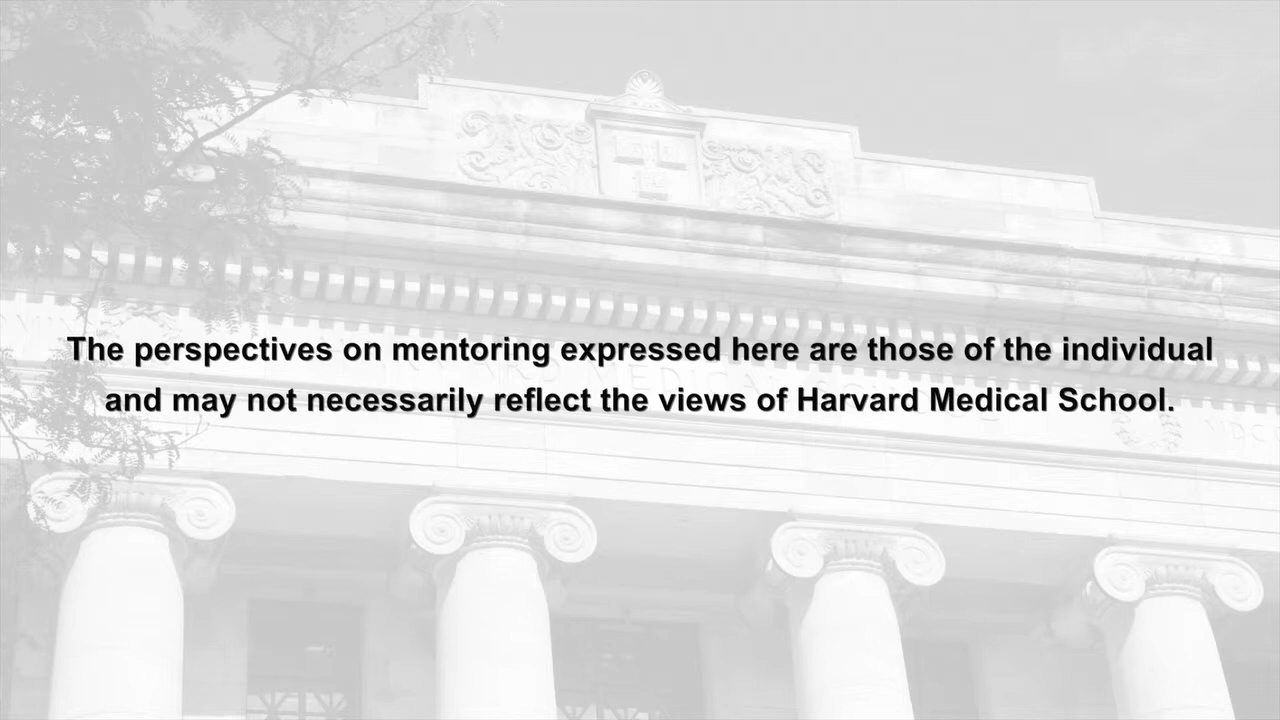 The perspectives on mentoring expressed here are those of the individual
and may not necessarily reflect the views of Harvard Medical School.